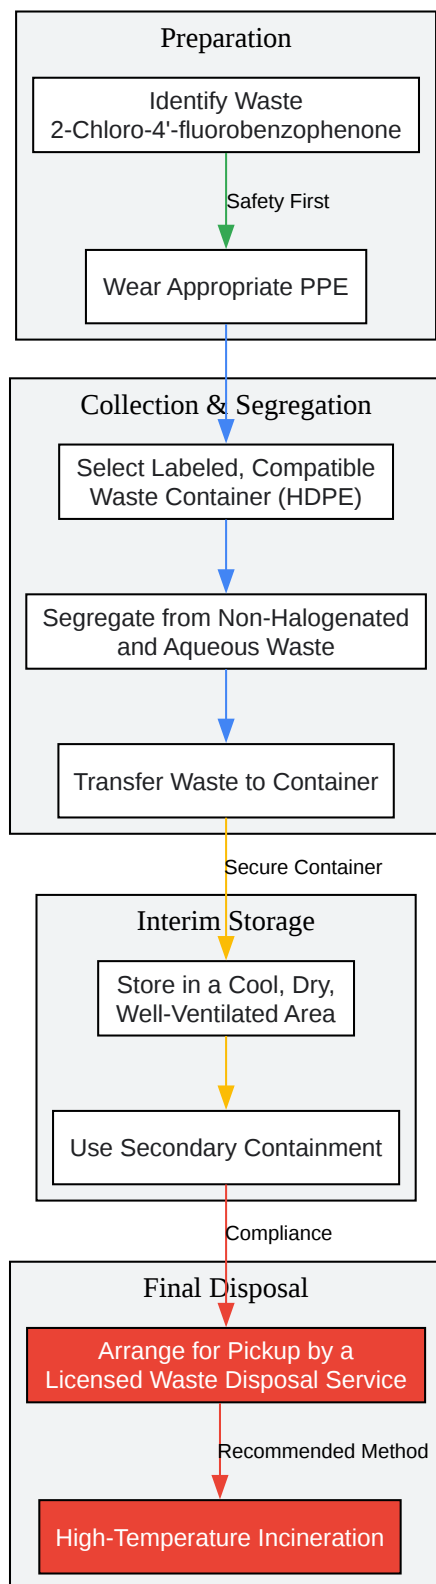 Preparation
Identify Waste
2-Chloro-4'-fluorobenzophenone
Safety First
Wear Appropriate PPE
Collection & Segregation
Select Labeled, Compatible
Waste Container (HDPE)
Segregate from Non-Halogenated
and Aqueous Waste
Transfer Waste to Container
Secure Container
Interim Storage
Store in a Cool, Dry,
Well-Ventilated Area
Use Secondary Containment
Compliance
Final Disposal
Arrange for Pickup by a
Licensed Waste Disposal Service
Recommended Method
High-Temperature Incineration